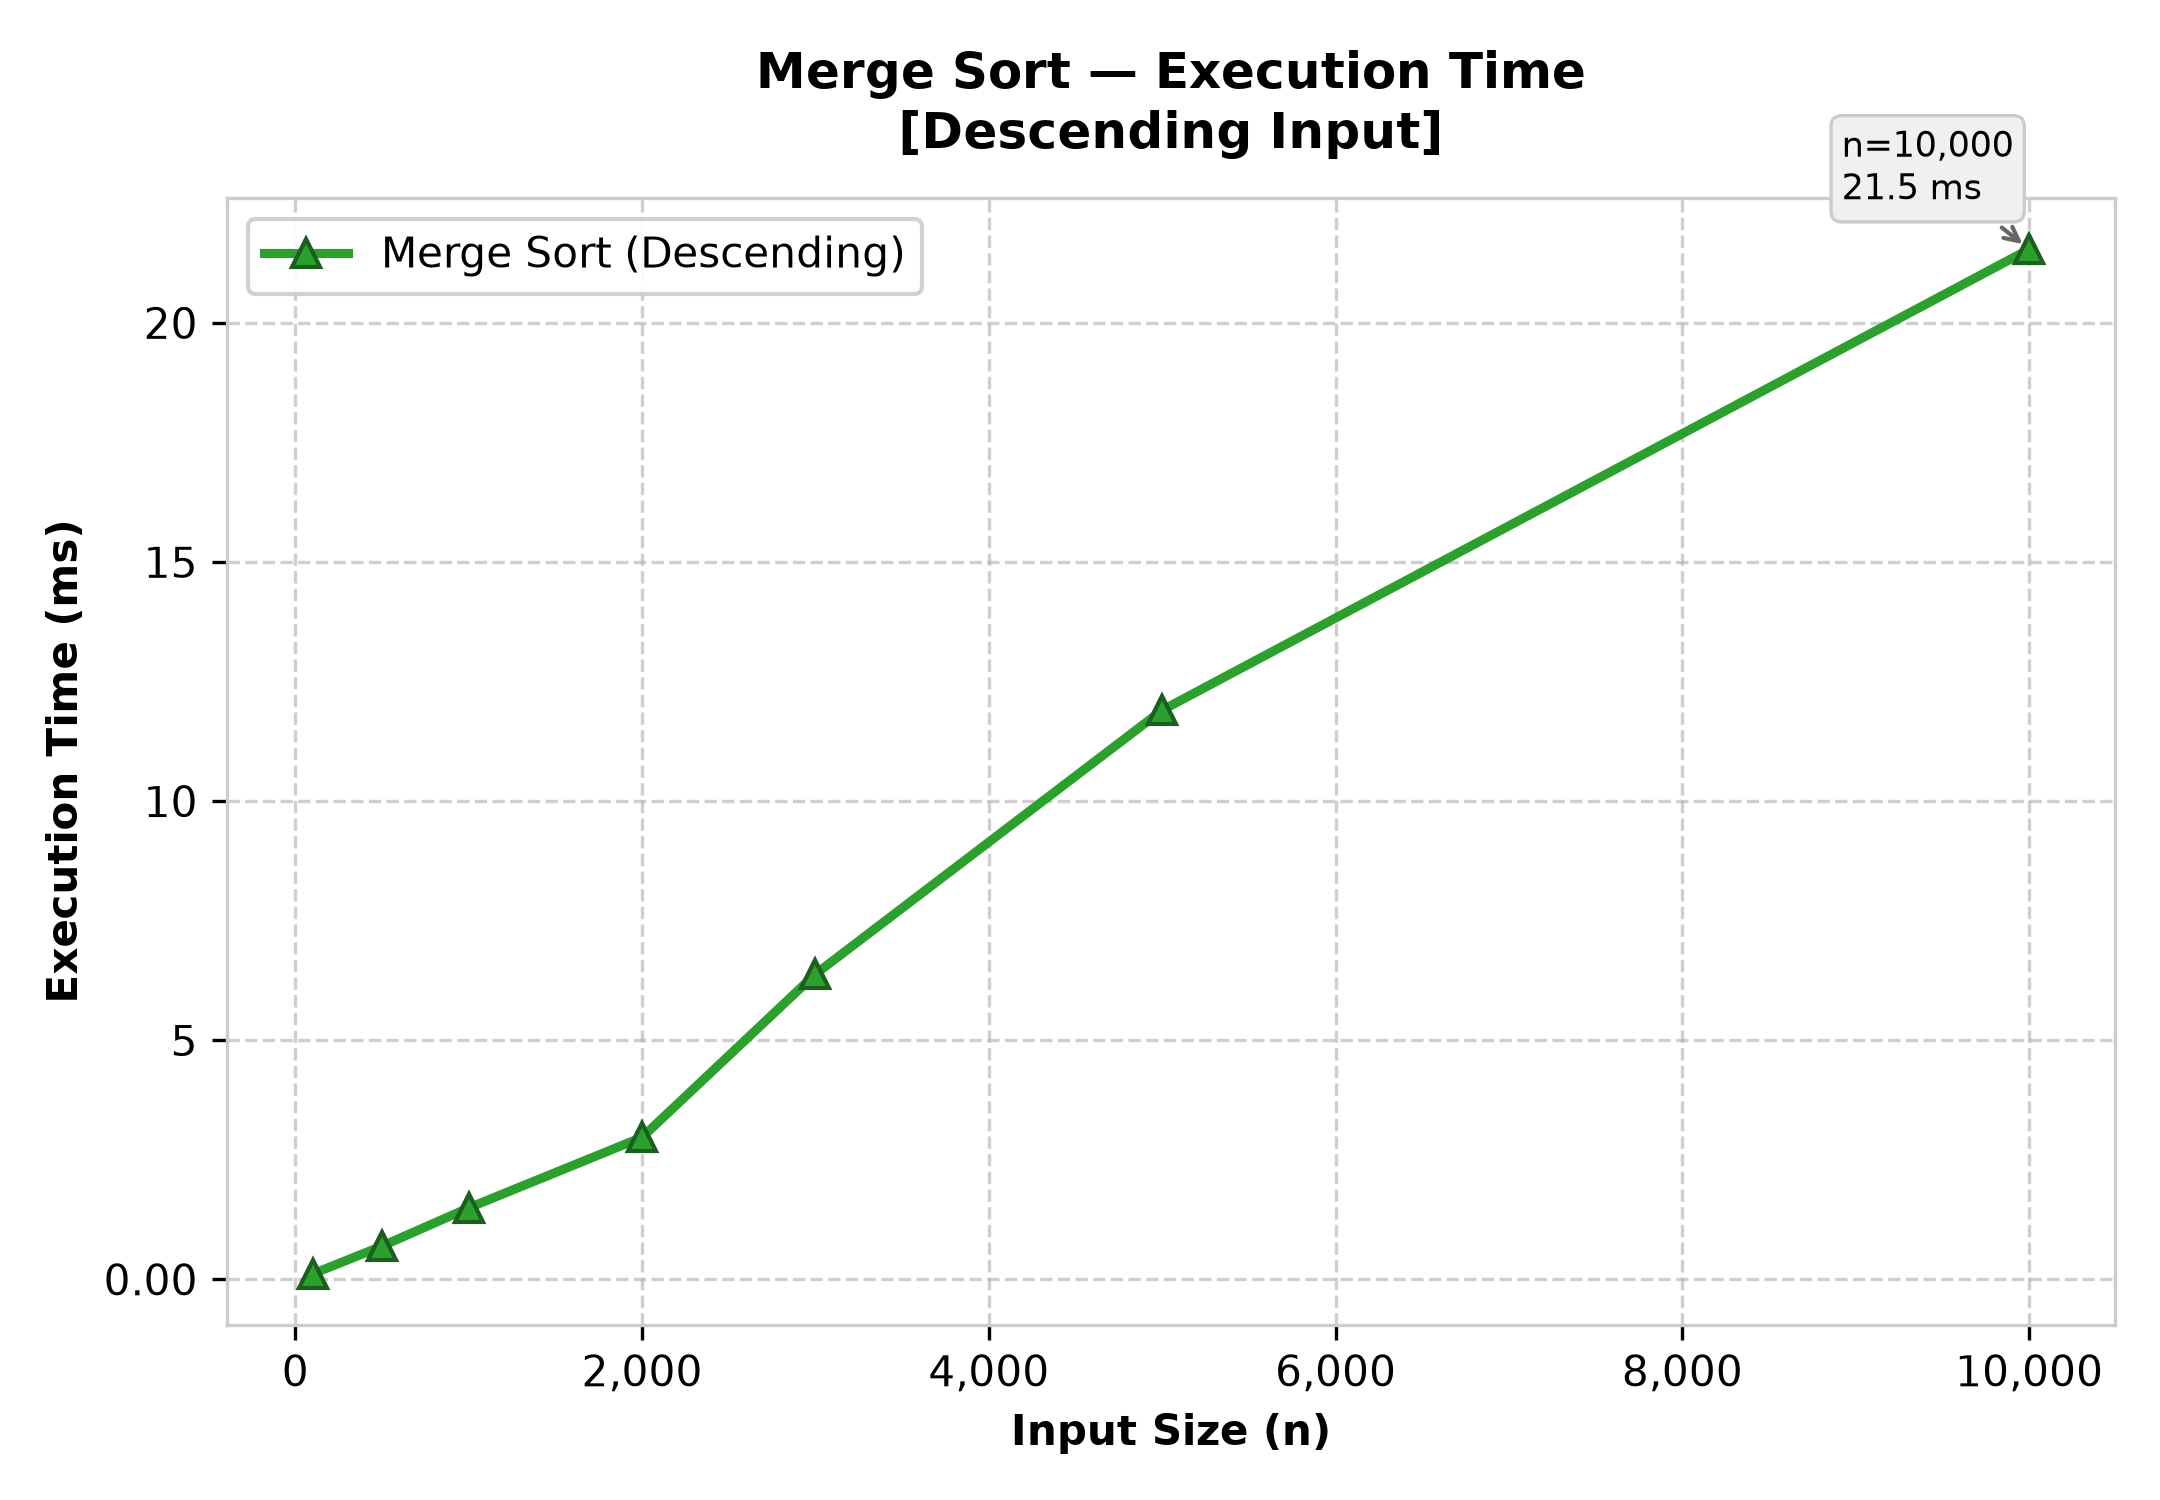 Merge Sort — Execution Time
[Descending Input]
n=10,000
21.5 ms
Merge Sort (Descending)
Execution Time (ms)
20
15
10
5
0.00
0
2,000
4,000
6,000
8,000
10,000
Input Size (n)